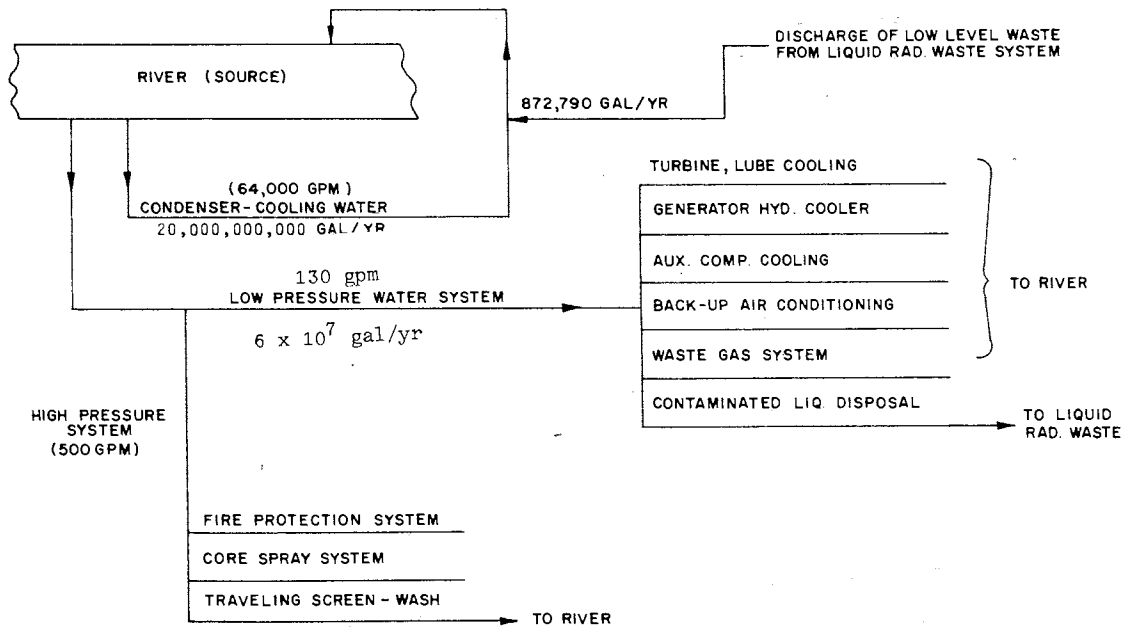 DISCHARGE OF LOW LEVEL WASTE
FROM LIQUID RAD. WASTE SYSTEM
RIVER (SOURCE)
872,790 GAL/YR
(64,000 GPM)
CONDENSER-COOLING WATER
20,000,000,000 GAL/YR
TURBINE, LUBE COOLING
GENERATOR HYD. COOLER
AUX. COMP. COOLING
BACK-UP AIR CONDITIONING
WASTE GAS SYSTEM
CONTAMINATED LIQ. DISPOSAL
TO RIVER
TO LIQUID
RAD. WASTE
130 gpm
LOW PRESSURE WATER SYSTEM
6 x 10⁷ gal/yr
HIGH PRESSURE
SYSTEM
(500 GPM)
FIRE PROTECTION SYSTEM
CORE SPRAY SYSTEM
TRAVELING SCREEN-WASH
TO RIVER